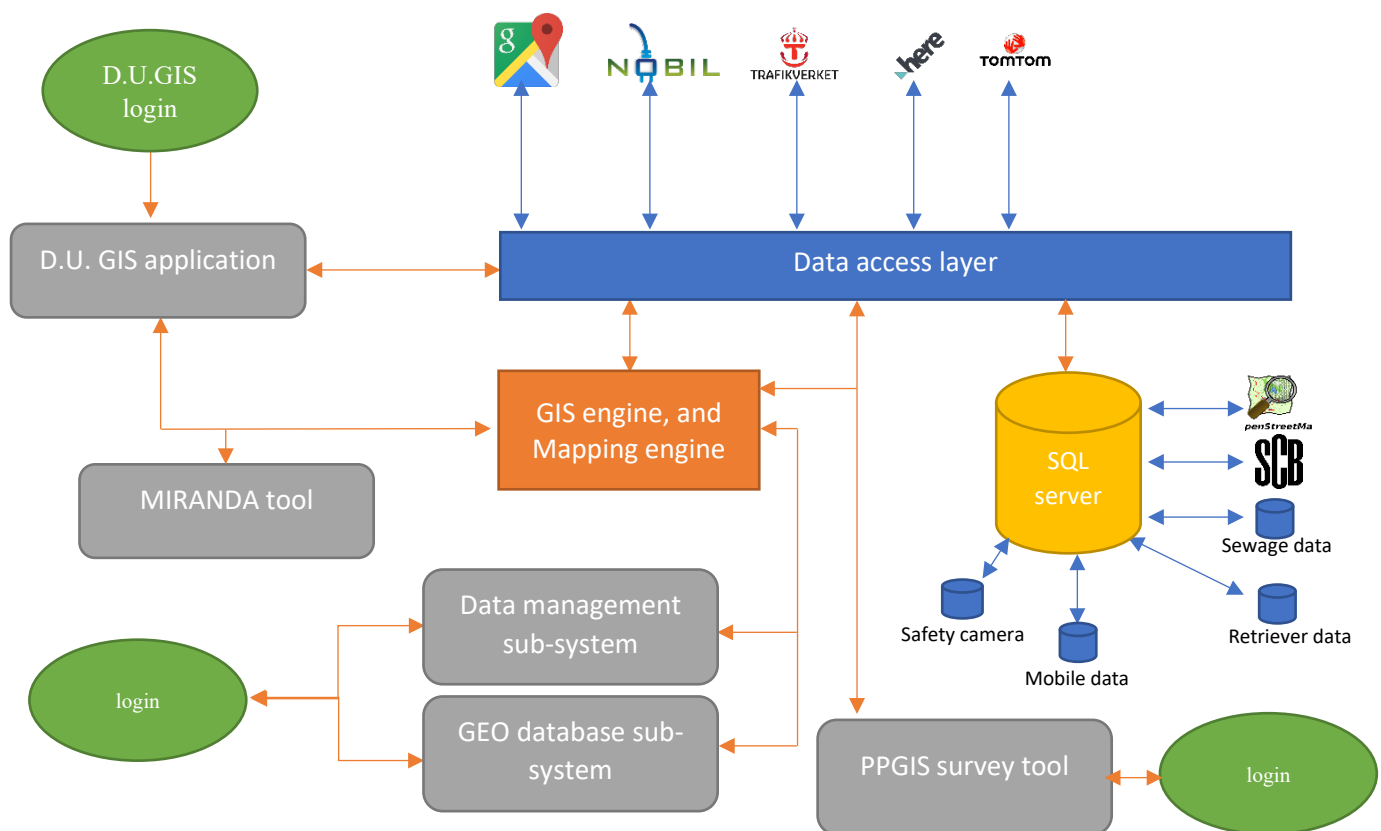 D.U.GIS
login
g
NOBIL
TRAFIKVERKET
here
TOMTOM
D.U. GIS application
Data access layer
GIS engine, and
Mapping engine
MIRANDA tool
SQL
server
penStreetMa
SCB
Sewage data
Safety camera
Retriever data
Mobile data
Data management
sub-system
login
GEO database sub-
system
PPGIS survey tool
login